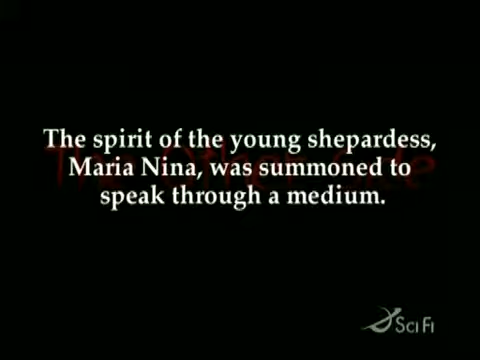 The spirit of the young shepardess,
Maria Nina, was summoned to
speak through a medium.
SciFi